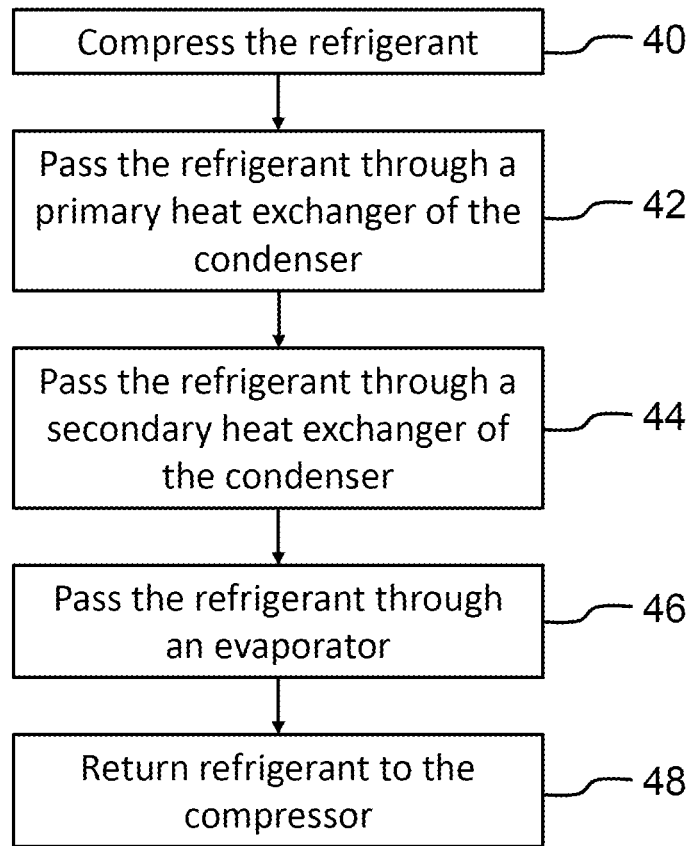 Compress the refrigerant
40
Pass the refrigerant through a
primary heat exchanger of the
condenser
42
Pass the refrigerant through a
secondary heat exchanger of
the condenser
44
Pass the refrigerant through
an evaporator
46
Return refrigerant to the
compressor
48